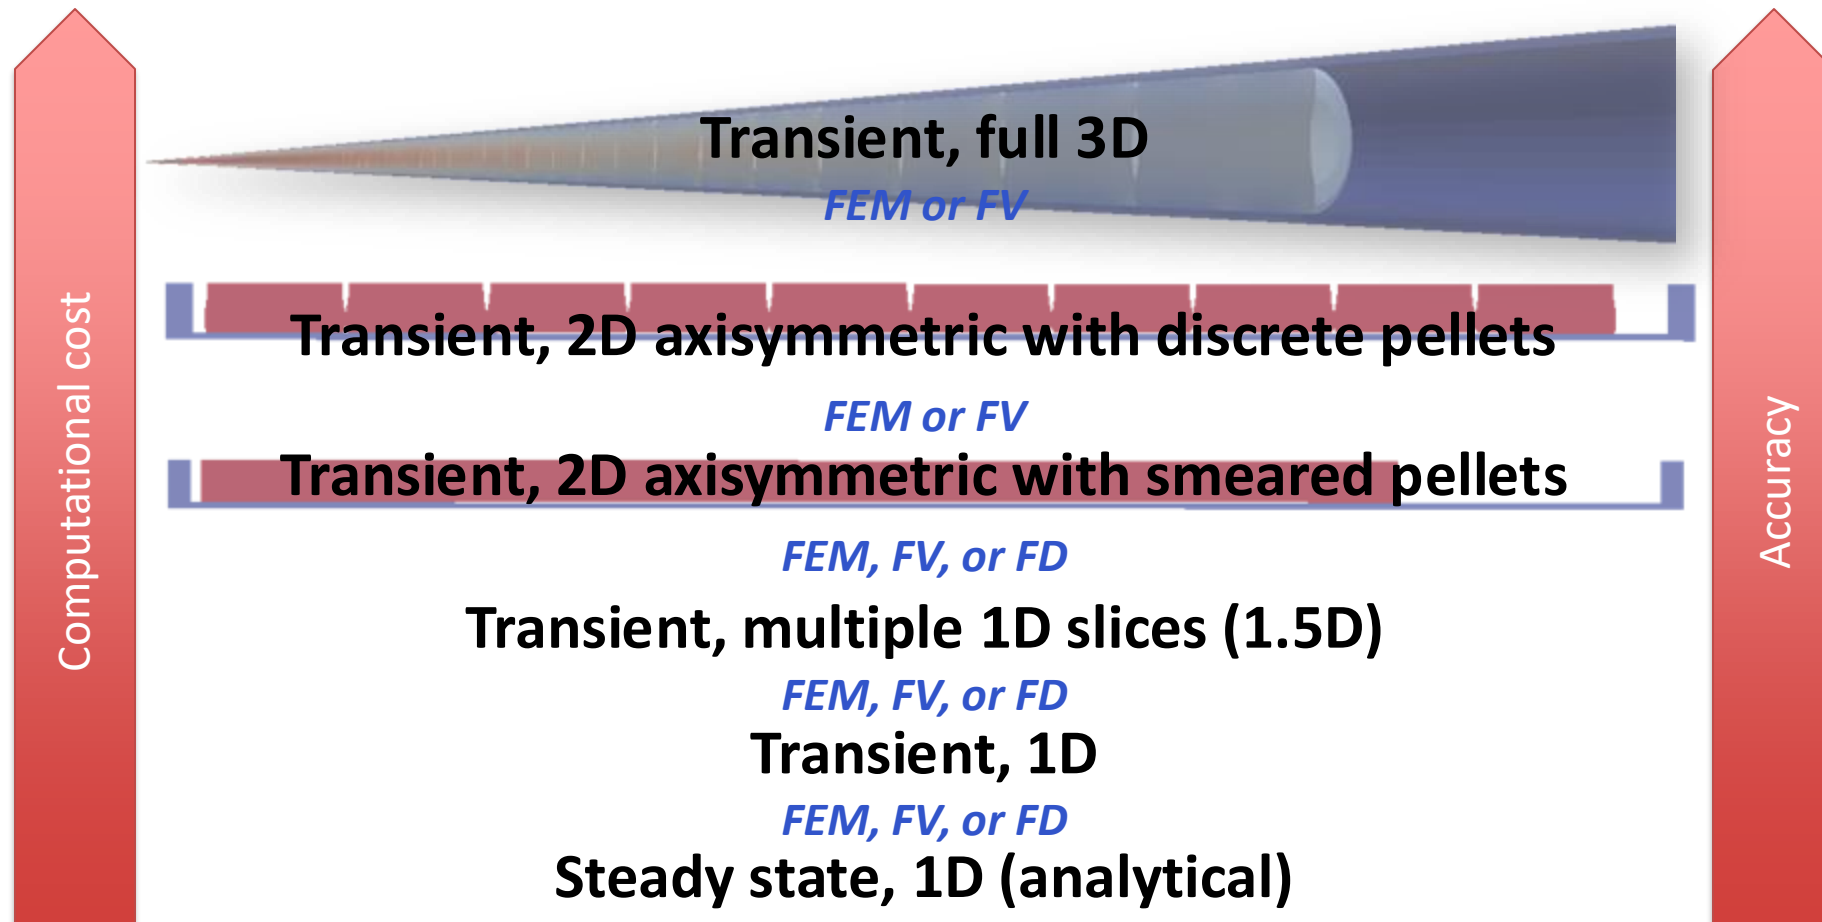 Transient, full 3D
FEM or FV
Transient, 2D axisymmetric with discrete pellets
FEM or FV
Transient, 2D axisymmetric with smeared pellets
FEM, FV, or FD
Transient, multiple 1D slices (1.5D)
FEM, FV, or FD
Transient, 1D
FEM, FV, or FD
Steady state, 1D (analytical)
Computational cost
Accuracy